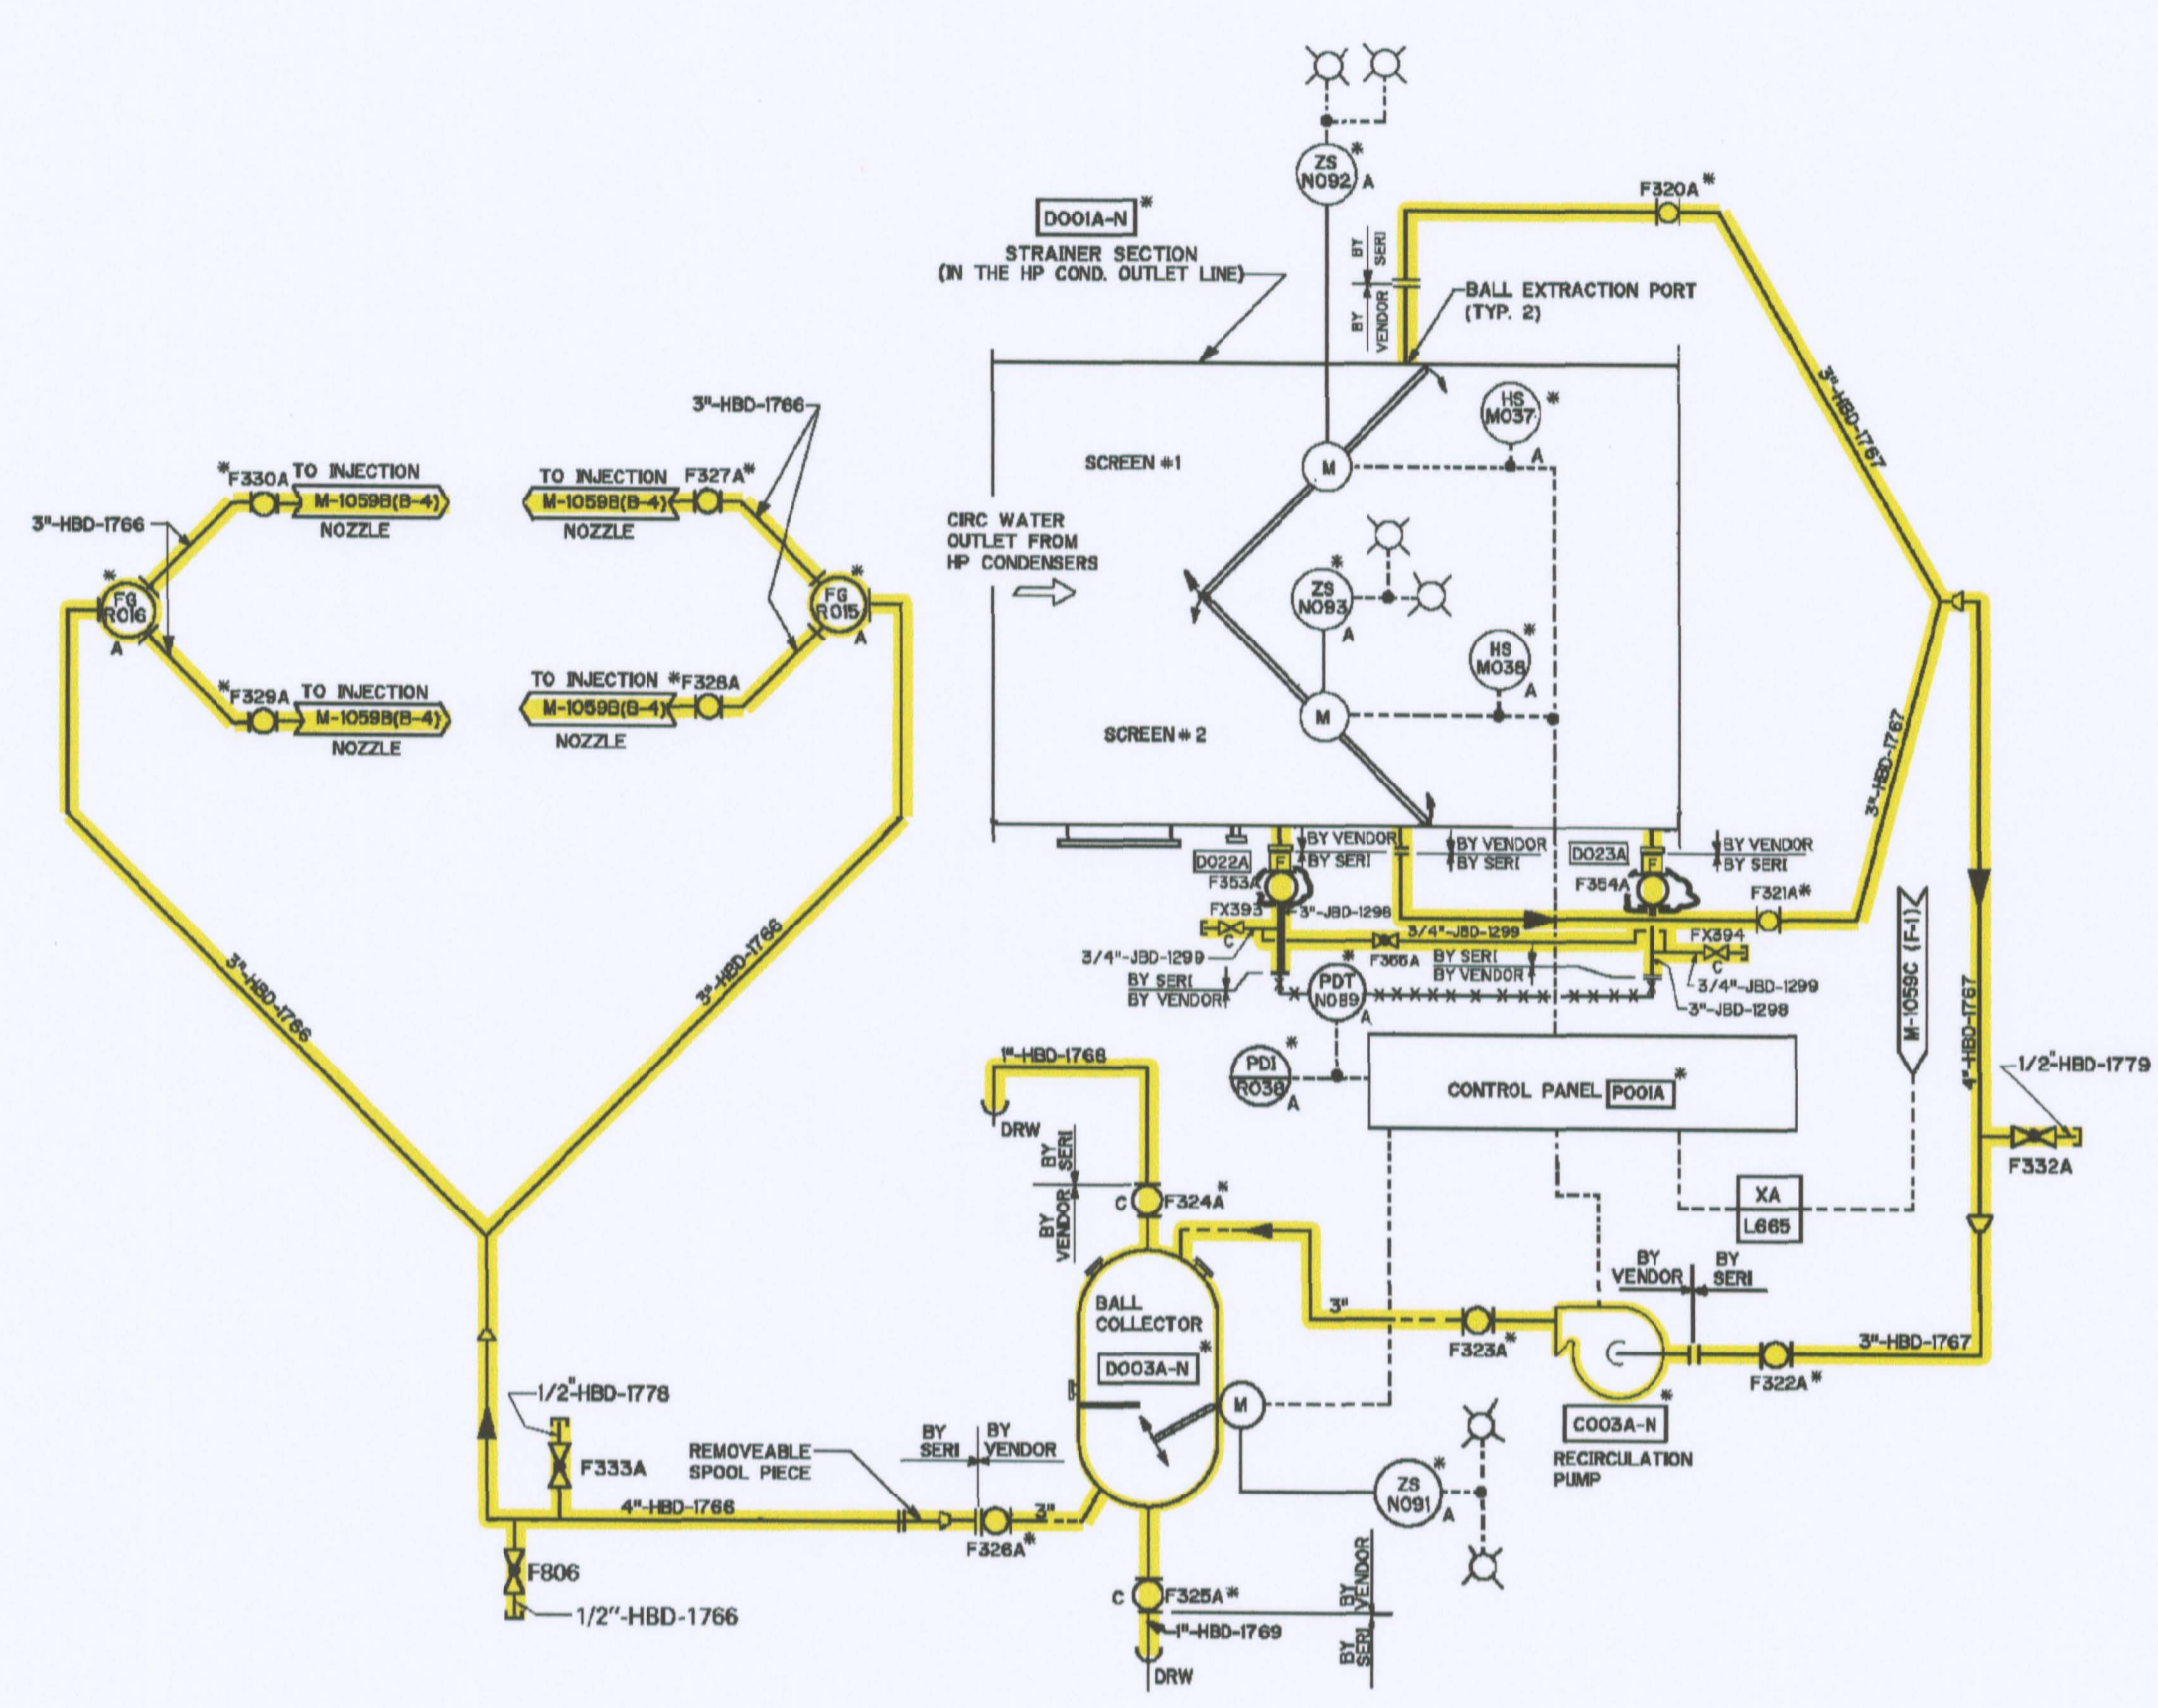 ZS
N092
*
A
D001A-N
*
STRAINER SECTION
(IN THE HP COND. OUTLET LINE)
BY
SERI
BY
VENDOR
F320A*
BALL EXTRACTION PORT
(TYP. 2)
3"-HBD-1767
3"-HBD-1766
*F330A
TO INJECTION
M-1059B(B-4)
NOZZLE
TO INJECTION
F327A*
M-1059B(B-4)
NOZZLE
3"-HBD-1766
*
FG
R016
A
*
FG
R015
A
*F329A
TO INJECTION
M-1059B(B-4)
NOZZLE
TO INJECTION
*F328A
M-1059B(B-4)
NOZZLE
3"-HBD-1766
3"-HBD-1766
SCREEN #1
M
HS
M037
*
A
CIRC WATER
OUTLET FROM
HP CONDENSERS
ZS
N093
*
A
HS
M038
*
A
M
SCREEN # 2
3"-HBD-1767
D022A
F
F353A
BY VENDOR
BY SERI
BY VENDOR
BY SERI
D023A
F
F354A
BY VENDOR
BY SERI
F321A*
FX393
C
3"-JBD-1298
3/4"-JBD-1299
F366A
3/4"-JBD-1299
FX394
C
BY SERI
BY VENDOR
BY SERI
BY VENDOR
3/4"-JBD-1299
3"-JBD-1298
*
PDT
N089
A
PDI
R038
*
A
CONTROL PANEL
P001A
*
M-1059C (F-1)
4"-HBD-1767
1/2"-HBD-1779
F332A
XA
L665
1"-HBD-1768
DRW
BY
SERI
BY
VENDOR
C
F324A*
BALL
COLLECTOR
D003A-N
*
M
3"
F323A*
BY
VENDOR
BY
SERI
3"-HBD-1767
F322A*
*
C003A-N
RECIRCULATION
PUMP
1/2"-HBD-1778
F333A
REMOVEABLE
SPOOL PIECE
BY
SERI
BY
VENDOR
4"-HBD-1766
3"
F326A*
ZS
N091
*
A
F806
1/2"-HBD-1766
C
F325A*
BY
VENDOR
BY
SERI
1"-HBD-1769
DRW